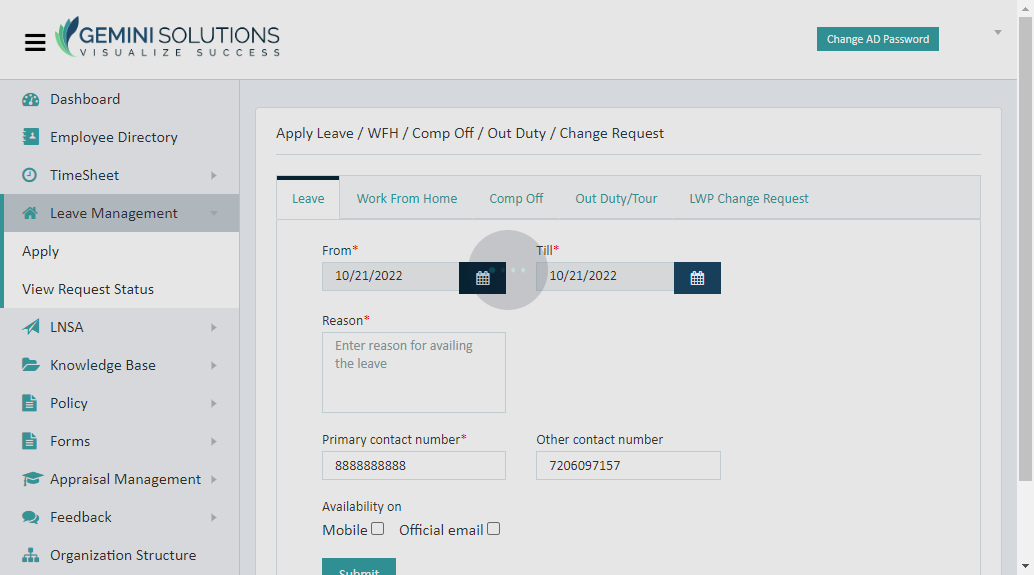 GEMINI SOLUTIONS
VISUALIZE SUCCESS
Change AD Password
Dashboard
Employee Directory
TimeSheet
Leave Management
Apply
View Request Status
LNSA
Knowledge Base
Policy
Forms
Appraisal Management
Feedback
Organization Structure
Apply Leave / WFH / Comp Off / Out Duty / Change Request
Leave Work From Home Comp Off Out Duty/Tour LWP Change Request
From* Till*
10/21/2022 10/21/2022
Reason*
Enter reason for availing
the leave
Primary contact number* Other contact number
8888888888 7206097157
Availability on
Mobile Official email
Submit